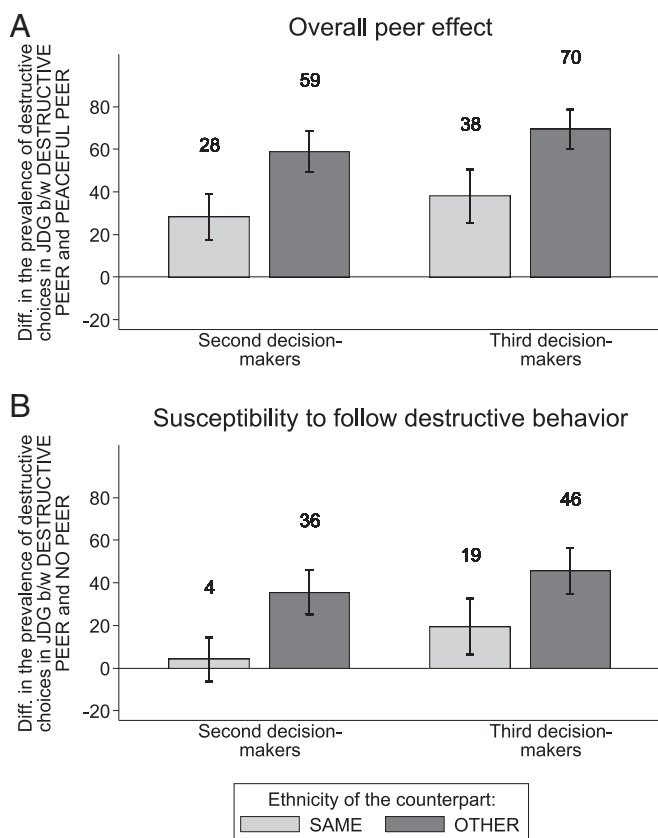 A
Overall peer effect
Diff. in the prevalence of destructive
choices in JDG b/w DESTRUCTIVE
PEER and PEACEFUL PEER
80
60
40
20
0
-20
28
59
38
70
Second decision-
makers
Third decision-
makers
B
Susceptibility to follow destructive behavior
Diff. in the prevalence of destructive
choices in JDG b/w DESTRUCTIVE
PEER and NO PEER
80
60
40
20
0
-20
4
36
19
46
Second decision-
makers
Third decision-
makers
Ethnicity of the counterpart:
SAME OTHER